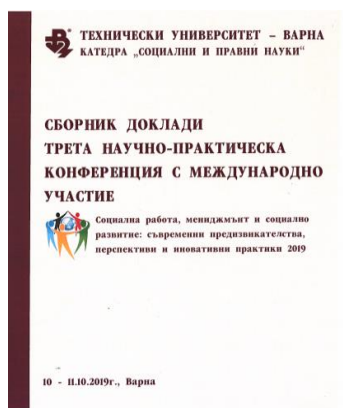 ТЕХНИЧЕСКИ УНИВЕРСИТЕТ – ВАРНА
КАТЕДРА „СОЦИАЛНИ И ПРАВНИ НАУКИ“
СБОРНИК ДОКЛАДИ
ТРЕТА НАУЧНО-ПРАКТИЧЕСКА
КОНФЕРЕНЦИЯ С МЕЖДУНАРОДНО
УЧАСТИЕ
Социална работа, мениджмънт и социално
развитие: съвременни предизвикателства,
перспективи и иновативни практики 2019
10 - 11.10.2019г., Варна